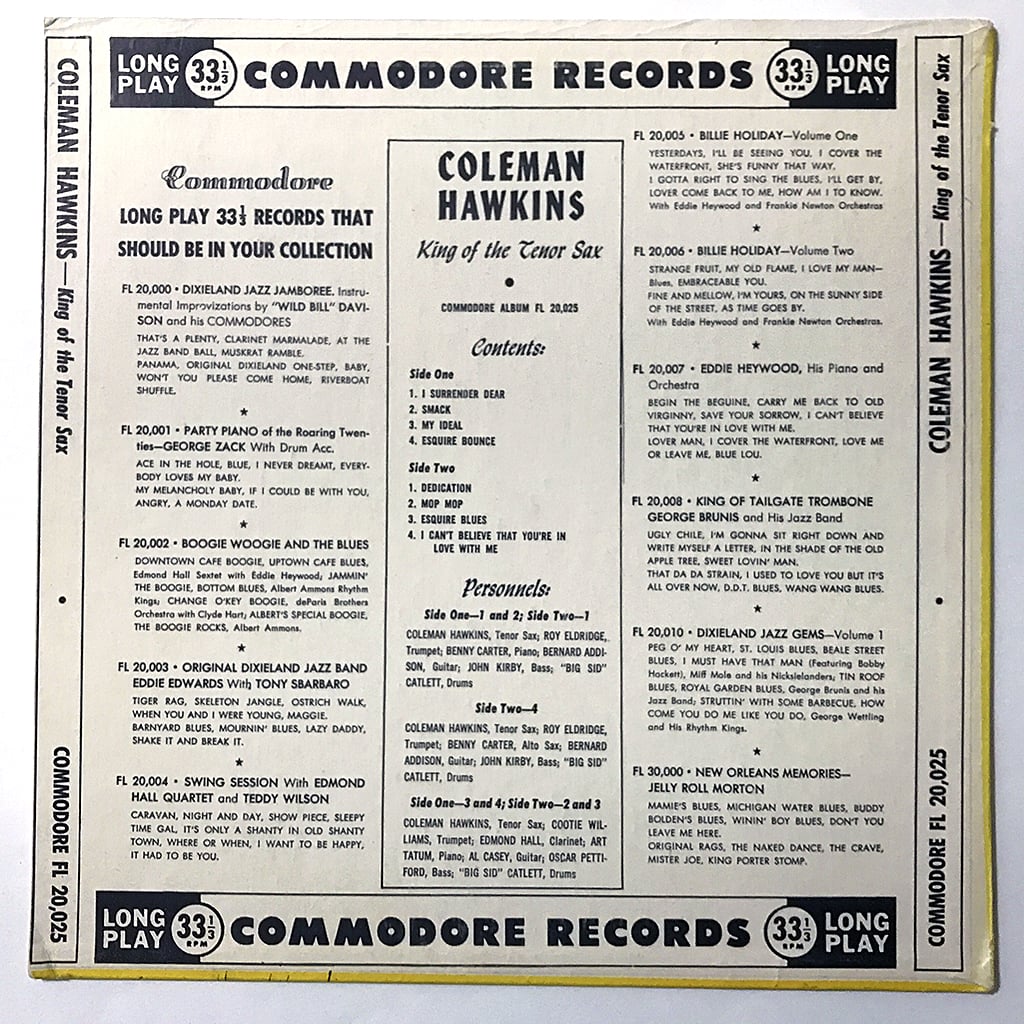 LONG PLAY 33 1/3 RPM COMMODORE RECORDS 33 1/3 RPM LONG PLAY
COLEMAN HAWKINS—King of the Tenor Sax • COMMODORE FL 20,025
Commodore
LONG PLAY 33⅓ RECORDS THAT
SHOULD BE IN YOUR COLLECTION
FL 20,000 • DIXIELAND JAZZ JAMBOREE. Instru-
mental Improvizations by "WILD BILL" DAVI-
SON and his COMMODORES
THAT'S A PLENTY, CLARINET MARMALADE, AT THE
JAZZ BAND BALL, MUSKRAT RAMBLE.
PANAMA, ORIGINAL DIXIELAND ONE-STEP, BABY,
WON'T YOU PLEASE COME HOME, RIVERBOAT
SHUFFLE.
★
FL 20,001 • PARTY PIANO of the Roaring Twen-
ties—GEORGE ZACK With Drum Acc.
ACE IN THE HOLE, BLUE, I NEVER DREAMT, EVERY-
BODY LOVES MY BABY.
MY MELANCHOLY BABY, IF I COULD BE WITH YOU,
ANGRY, A MONDAY DATE.
★
FL 20,002 • BOOGIE WOOGIE AND THE BLUES
DOWNTOWN CAFE BOOGIE, UPTOWN CAFE BLUES,
Edmond Hall Sextet with Eddie Heywood; JAMMIN'
THE BOOGIE, BOTTOM BLUES, Albert Ammons Rhythm
Kings; CHANGE O'KEY BOOGIE, deParis Brothers
Orchestra with Clyde Hart; ALBERT'S SPECIAL BOOGIE,
THE BOOGIE ROCKS, Albert Ammons.
★
FL 20,003 • ORIGINAL DIXIELAND JAZZ BAND
EDDIE EDWARDS With TONY SBARBARO
TIGER RAG, SKELETON JANGLE, OSTRICH WALK,
WHEN YOU AND I WERE YOUNG, MAGGIE.
BARNYARD BLUES, MOURNIN' BLUES, LAZY DADDY,
SHAKE IT AND BREAK IT.
★
FL 20,004 • SWING SESSION With EDMOND
HALL QUARTET and TEDDY WILSON
CARAVAN, NIGHT AND DAY, SHOW PIECE, SLEEPY
TIME GAL, IT'S ONLY A SHANTY IN OLD SHANTY
TOWN, WHERE OR WHEN, I WANT TO BE HAPPY,
IT HAD TO BE YOU.
COLEMAN
HAWKINS
King of the Tenor Sax
•
COMMODORE ALBUM FL 20,025
Contents:
Side One
1. I SURRENDER DEAR
2. SMACK
3. MY IDEAL
4. ESQUIRE BOUNCE
Side Two
1. DEDICATION
2. MOP MOP
3. ESQUIRE BLUES
4. I CAN'T BELIEVE THAT YOU'RE IN
LOVE WITH ME
Personnels:
Side One—1 and 2; Side Two—1
COLEMAN HAWKINS, Tenor Sax; ROY ELDRIDGE,
Trumpet; BENNY CARTER, Piano; BERNARD ADDI-
SON, Guitar; JOHN KIRBY, Bass; "BIG SID"
CATLETT, Drums
Side Two—4
COLEMAN HAWKINS, Tenor Sax; ROY ELDRIDGE,
Trumpet; BENNY CARTER, Alto Sax; BERNARD
ADDISON, Guitar; JOHN KIRBY, Bass; "BIG SID"
CATLETT, Drums
Side One—3 and 4; Side Two—2 and 3
COLEMAN HAWKINS, Tenor Sax; COOTIE WIL-
LIAMS, Trumpet; EDMOND HALL, Clarinet; ART
TATUM, Piano; AL CASEY, Guitar; OSCAR PETTI-
FORD, Bass; "BIG SID" CATLETT, Drums
FL 20,005 • BILLIE HOLIDAY—Volume One
YESTERDAYS, I'LL BE SEEING YOU, I COVER THE
WATERFRONT, SHE'S FUNNY THAT WAY.
I GOTTA RIGHT TO SING THE BLUES, I'LL GET BY,
LOVER COME BACK TO ME, HOW AM I TO KNOW.
With Eddie Heywood and Frankie Newton Orchestras
★
FL 20,006 • BILLIE HOLIDAY—Volume Two
STRANGE FRUIT, MY OLD FLAME, I LOVE MY MAN—
Blues, EMBRACEABLE YOU.
FINE AND MELLOW, I'M YOURS, ON THE SUNNY SIDE
OF THE STREET, AS TIME GOES BY.
With Eddie Heywood and Frankie Newton Orchestras.
★
FL 20,007 • EDDIE HEYWOOD, His Piano and
Orchestra
BEGIN THE BEGUINE, CARRY ME BACK TO OLD
VIRGINNY, SAVE YOUR SORROW, I CAN'T BELIEVE
THAT YOU'RE IN LOVE WITH ME.
LOVER MAN, I COVER THE WATERFRONT, LOVE ME
OR LEAVE ME, BLUE LOU.
★
FL 20,008 • KING OF TAILGATE TROMBONE
GEORGE BRUNIS and His Jazz Band
UGLY CHILE, I'M GONNA SIT RIGHT DOWN AND
WRITE MYSELF A LETTER, IN THE SHADE OF THE OLD
APPLE TREE, SWEET LOVIN' MAN.
THAT DA DA STRAIN, I USED TO LOVE YOU BUT IT'S
ALL OVER NOW, D.D.T. BLUES, WANG WANG BLUES.
★
FL 20,010 • DIXIELAND JAZZ GEMS—Volume 1
PEG O' MY HEART, ST. LOUIS BLUES, BEALE STREET
BLUES, I MUST HAVE THAT MAN (Featuring Bobby
Hackett), Miff Mole and his Nicksielanders; TIN ROOF
BLUES, ROYAL GARDEN BLUES, George Brunis and his
Jazz Band; STRUTTIN' WITH SOME BARBECUE, HOW
COME YOU DO ME LIKE YOU DO, George Wettling
and His Rhythm Kings.
★
FL 30,000 • NEW ORLEANS MEMORIES—
JELLY ROLL MORTON
MAMIE'S BLUES, MICHIGAN WATER BLUES, BUDDY
BOLDEN'S BLUES, WININ' BOY BLUES, DON'T YOU
LEAVE ME HERE.
ORIGINAL RAGS, THE NAKED DANCE, THE CRAVE,
MISTER JOE, KING PORTER STOMP.
COLEMAN HAWKINS—King of the Tenor Sax • COMMODORE FL 20,025
LONG PLAY 33 1/3 RPM COMMODORE RECORDS 33 1/3 RPM LONG PLAY